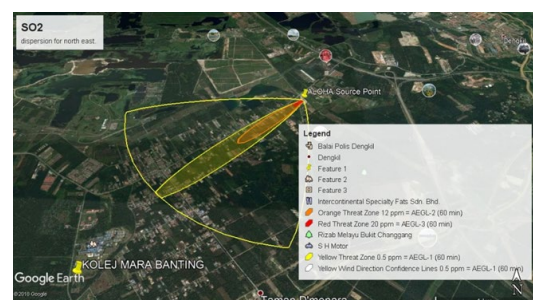 SO2
dispersion for north east.
Dengkil
ALOHA Source Point
Legend
Balai Polis Dengkil
Dengkil
Feature 1
Feature 2
Feature 3
Intercontinental Specialty Fats Sdn. Bhd.
Orange Threat Zone 12 ppm = AEGL-2 (60 min)
Red Threat Zone 20 ppm = AEGL-3 (60 min)
Rizab Melayu Bukit Changgang
S H Motor
Yellow Threat Zone 0.5 ppm = AEGL-1 (60 min)
Yellow Wind Direction Confidence Lines 0.5 ppm = AEGL-1 (60 min)
KOLEJ MARA BANTING
Google Earth
N
Taman D'manora